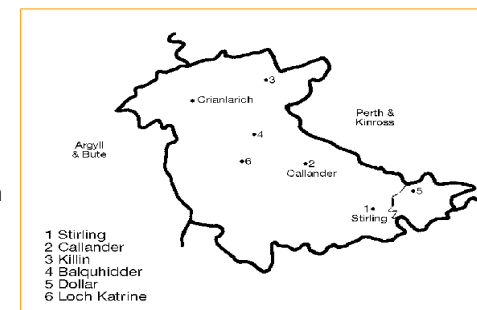 3
Crianlarich
Perth &
Kinross
4
Argyll
& Bute
6
2
Callander
5
1
Stirling
1 Stirling
2 Callander
3 Killin
4 Balquhidder
5 Dollar
6 Loch Katrine